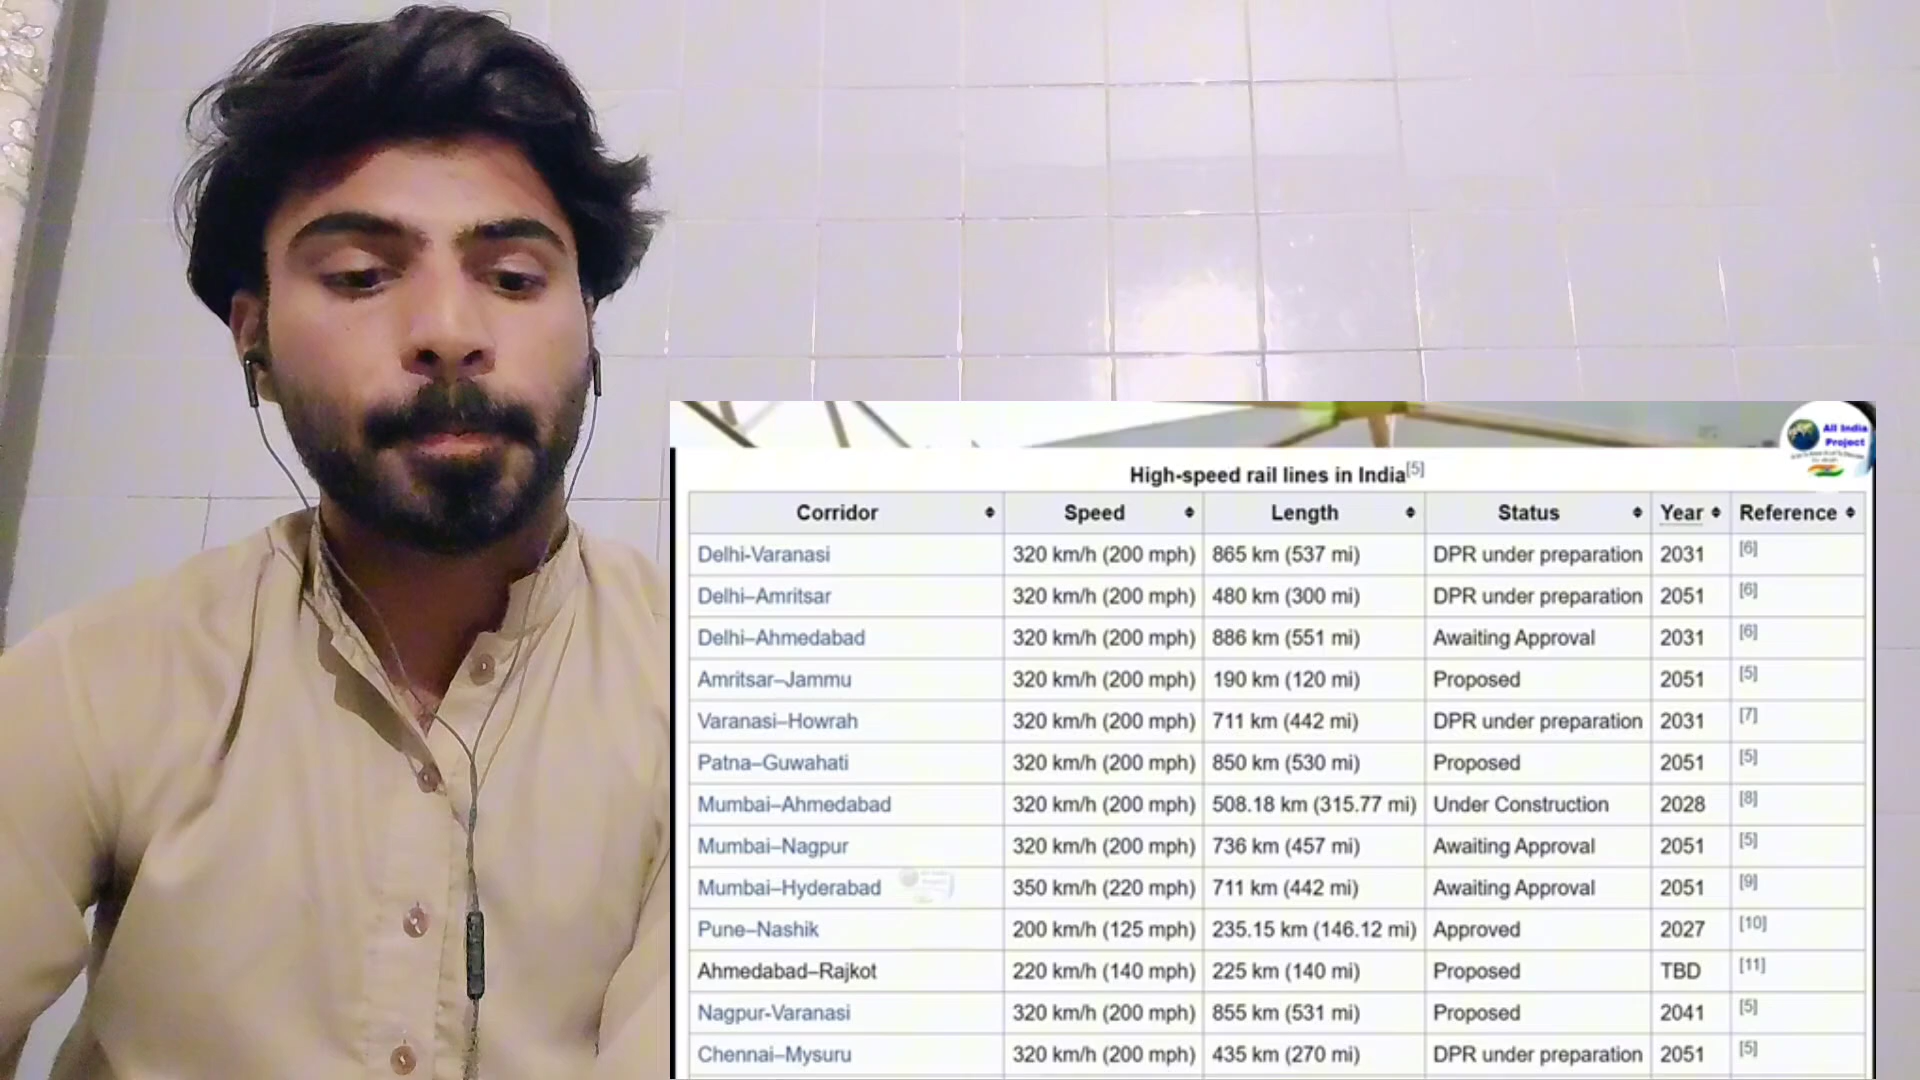 All India
Project
High-speed rail lines in India[5]
Corridor Speed Length Status Year Reference
Delhi-Varanasi 320 km/h (200 mph) 865 km (537 mi) DPR under preparation 2031 [6]
Delhi–Amritsar 320 km/h (200 mph) 480 km (300 mi) DPR under preparation 2051 [6]
Delhi–Ahmedabad 320 km/h (200 mph) 886 km (551 mi) Awaiting Approval 2031 [6]
Amritsar–Jammu 320 km/h (200 mph) 190 km (120 mi) Proposed 2051 [5]
Varanasi–Howrah 320 km/h (200 mph) 711 km (442 mi) DPR under preparation 2031 [7]
Patna–Guwahati 320 km/h (200 mph) 850 km (530 mi) Proposed 2051 [5]
Mumbai–Ahmedabad 320 km/h (200 mph) 508.18 km (315.77 mi) Under Construction 2028 [8]
Mumbai–Nagpur 320 km/h (200 mph) 736 km (457 mi) Awaiting Approval 2051 [5]
Mumbai–Hyderabad 350 km/h (220 mph) 711 km (442 mi) Awaiting Approval 2051 [9]
Pune–Nashik 200 km/h (125 mph) 235.15 km (146.12 mi) Approved 2027 [10]
Ahmedabad–Rajkot 220 km/h (140 mph) 225 km (140 mi) Proposed TBD [11]
Nagpur-Varanasi 320 km/h (200 mph) 855 km (531 mi) Proposed 2041 [5]
Chennai–Mysuru 320 km/h (200 mph) 435 km (270 mi) DPR under preparation 2051 [5]